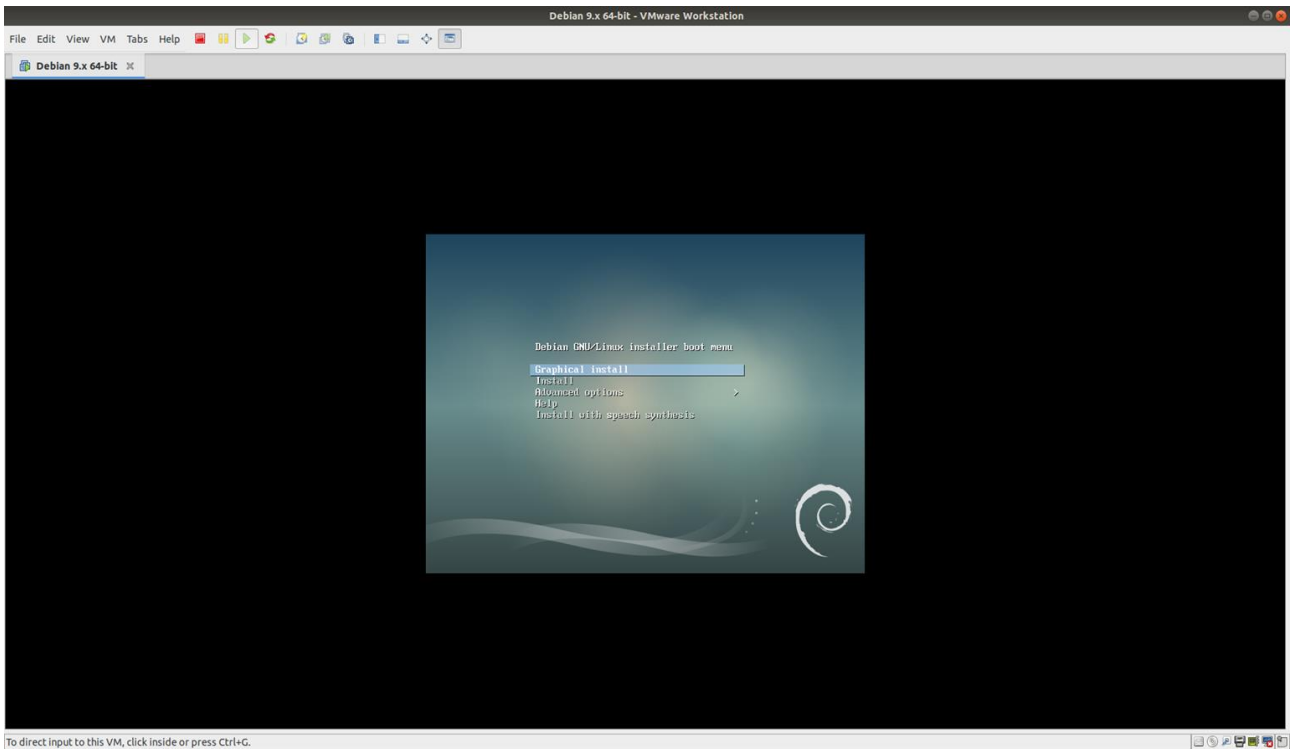 Debian 9.x 64-bit - VMware Workstation
File Edit View VM Tabs Help
Debian 9.x 64-bit
Debian GNU/Linux installer boot menu
Graphical install
Install
Advanced options >
Help
Install with speech synthesis
To direct input to this VM, click inside or press Ctrl+G.